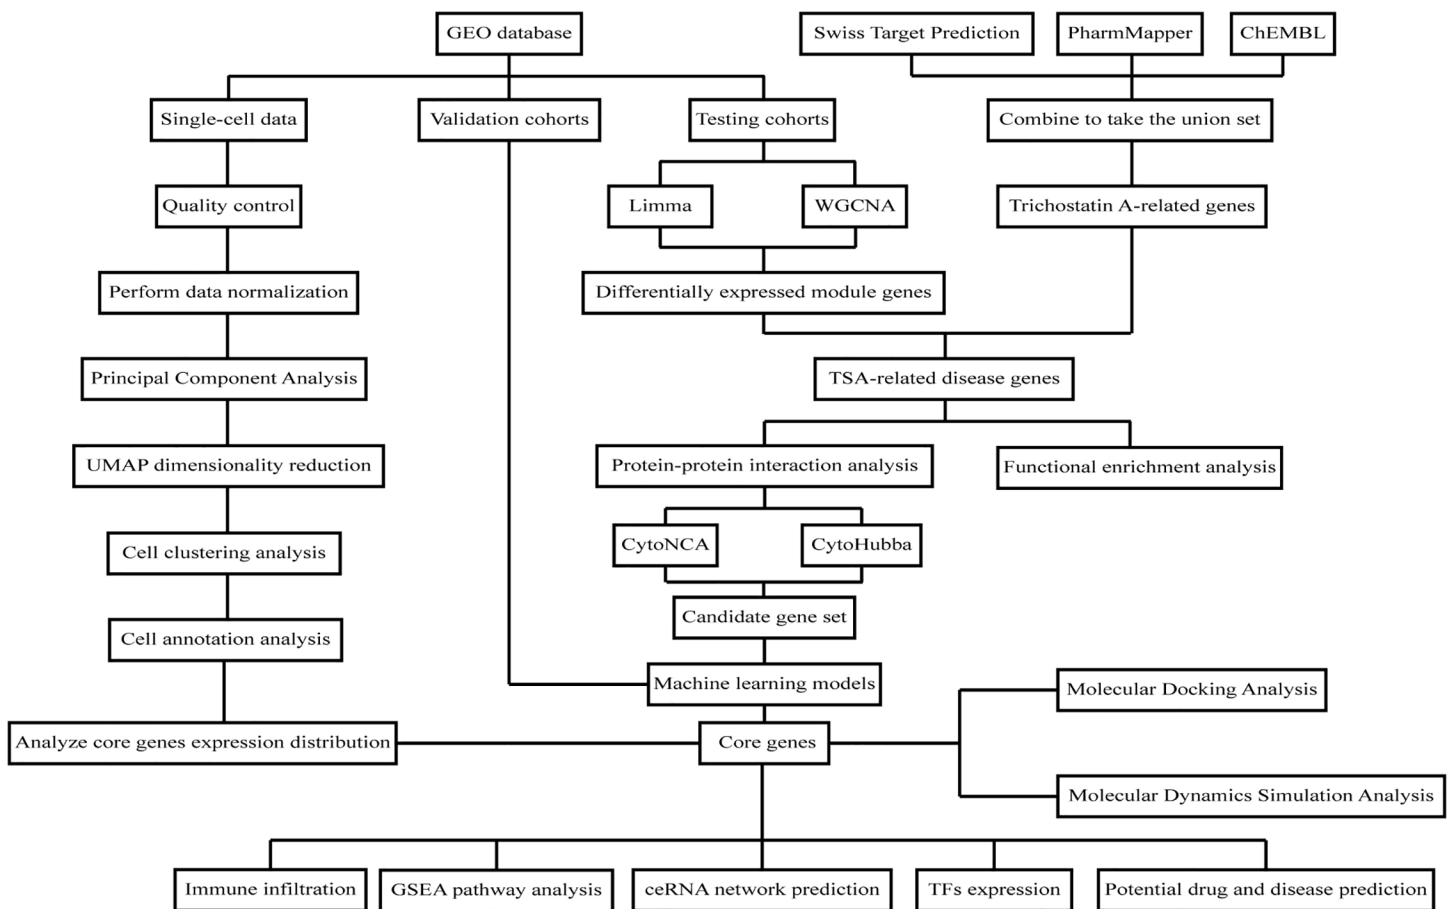 GEO database
Swiss Target Prediction
PharmMapper
ChEMBL
Single-cell data
Validation cohorts
Testing cohorts
Combine to take the union set
Quality control
Limma
WGCNA
Trichostatin A-related genes
Perform data normalization
Differentially expressed module genes
Principal Component Analysis
TSA-related disease genes
UMAP dimensionality reduction
Protein-protein interaction analysis
Functional enrichment analysis
Cell clustering analysis
CytoNCA
CytoHubba
Cell annotation analysis
Candidate gene set
Machine learning models
Molecular Docking Analysis
Analyze core genes expression distribution
Core genes
Molecular Dynamics Simulation Analysis
Immune infiltration
GSEA pathway analysis
ceRNA network prediction
TFs expression
Potential drug and disease prediction